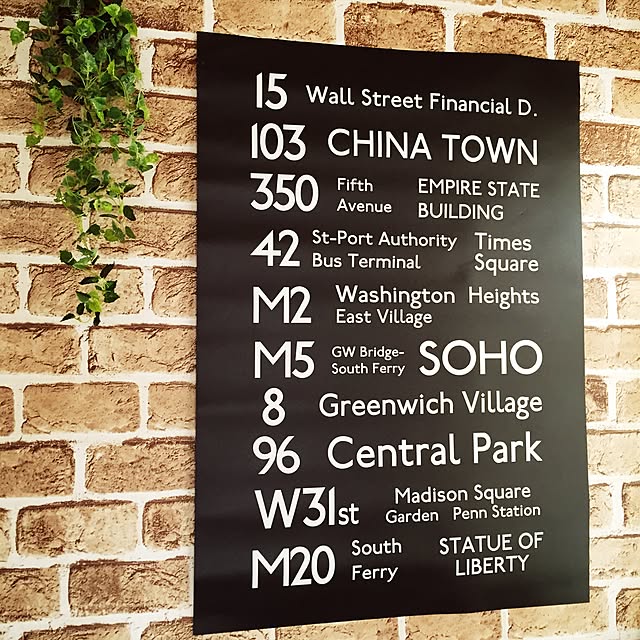 15 Wall Street Financial D.
103 CHINA TOWN
350 Fifth Avenue EMPIRE STATE BUILDING
42 St-Port Authority Bus Terminal Times Square
M2 Washington Heights East Village
M5 GW Bridge- South Ferry SOHO
8 Greenwich Village
96 Central Park
W31st Madison Square Garden Penn Station
M20 South Ferry STATUE OF LIBERTY